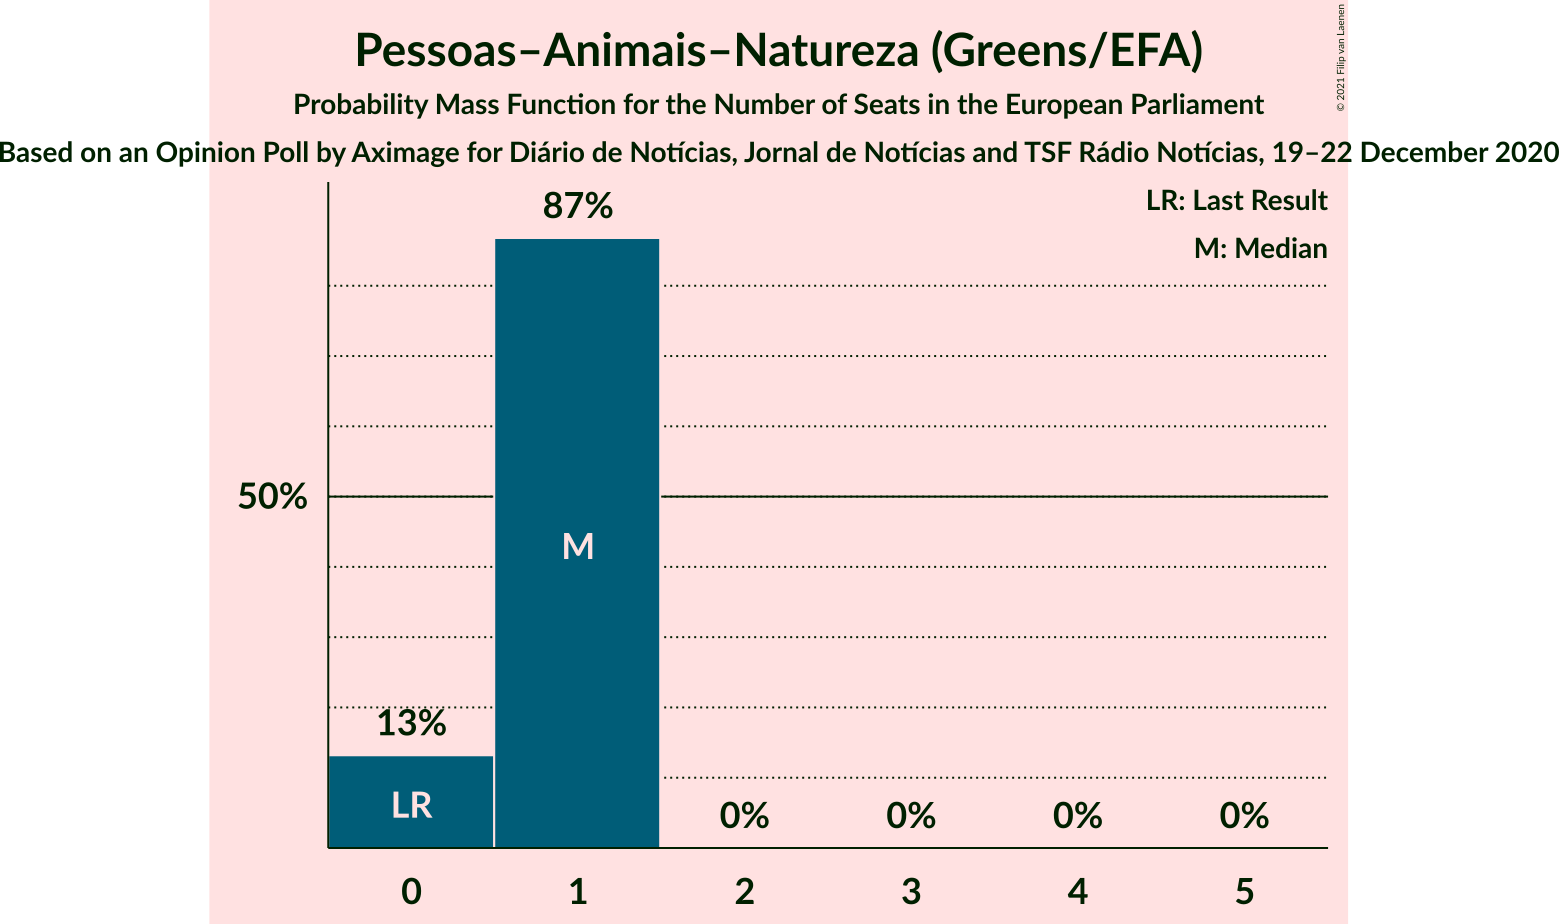 Pessoas–Animais–Natureza (Greens/EFA)
Probability Mass Function for the Number of Seats in the European Parliament
Based on an Opinion Poll by Aximage for Diário de Notícias, Jornal de Notícias and TSF Rádio Notícias, 19–22 December 2020
© 2021 Filip van Laenen
LR: Last Result
M: Median
87%
50%
M
13%
LR
0% 0% 0% 0%
0 1 2 3 4 5